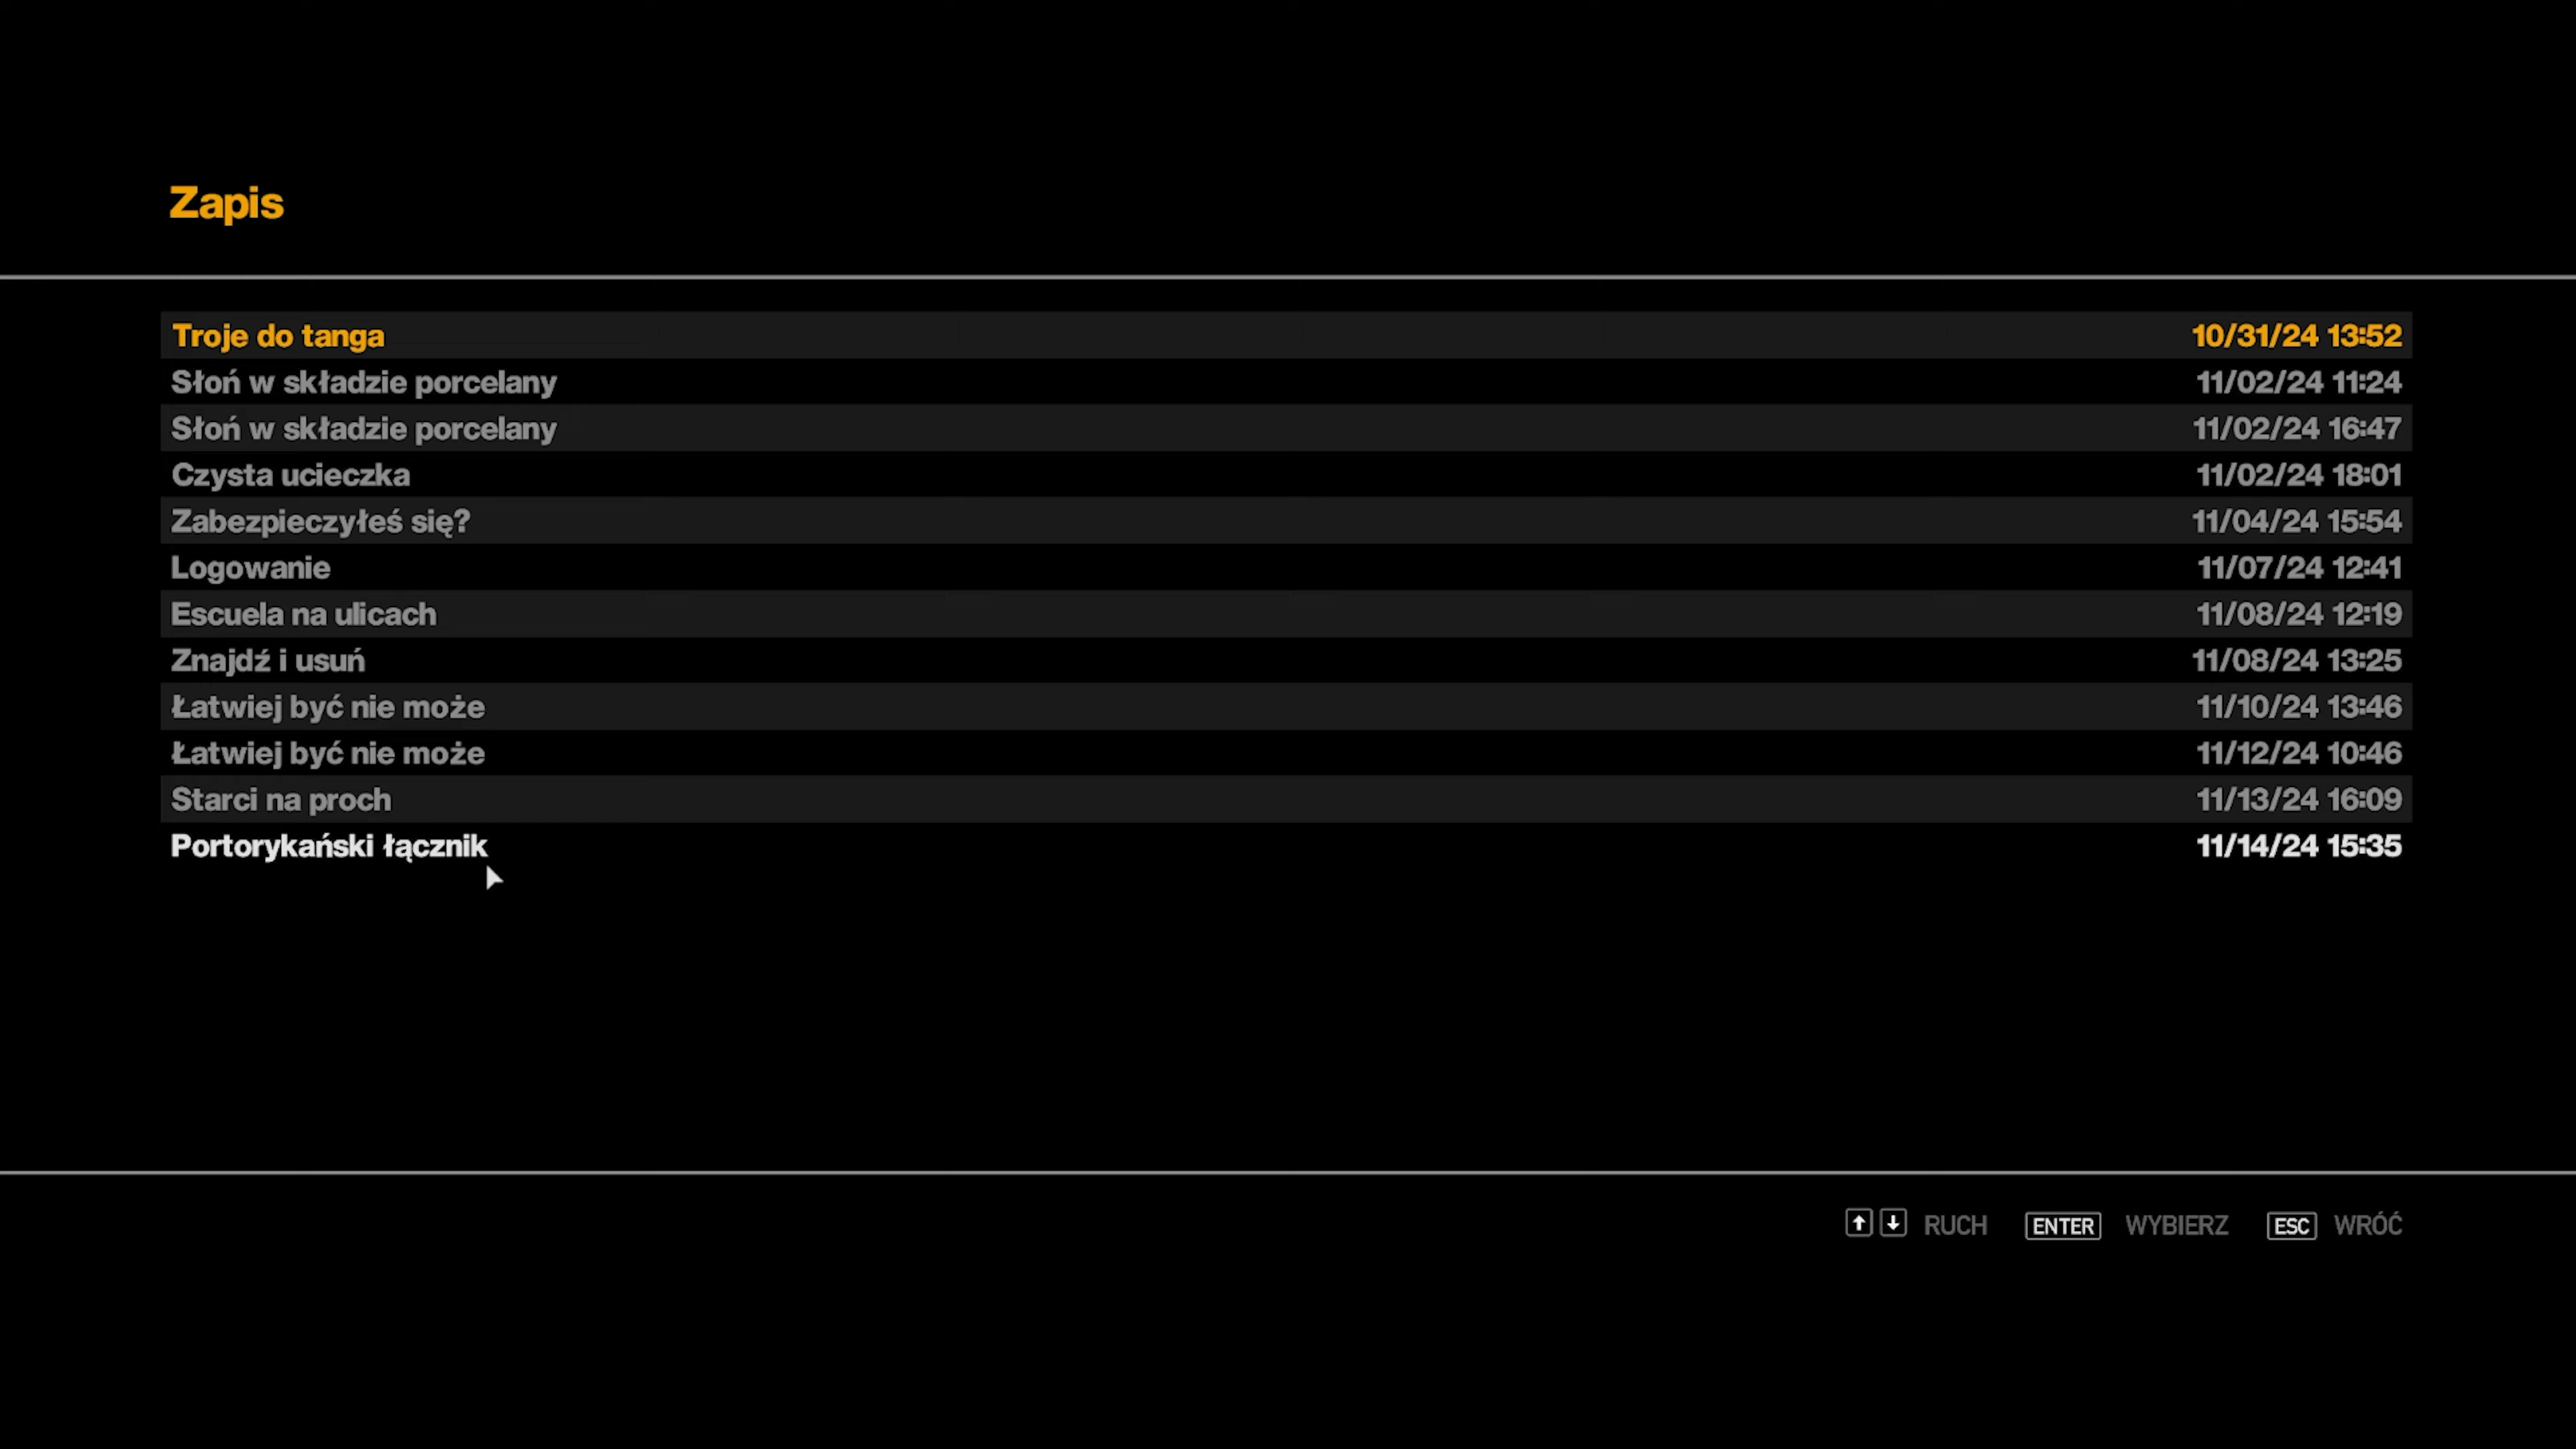 Zapis
Troje do tanga 10/31/24 13:52
Słoń w składzie porcelany 11/02/24 11:24
Słoń w składzie porcelany 11/02/24 16:47
Czysta ucieczka 11/02/24 18:01
Zabezpieczyłeś się? 11/04/24 15:54
Logowanie 11/07/24 12:41
Escuela na ulicach 11/08/24 12:19
Znajdź i usuń 11/08/24 13:25
Łatwiej być nie może 11/10/24 13:46
Łatwiej być nie może 11/12/24 10:46
Starci na proch 11/13/24 16:09
Portorykański łącznik 11/14/24 15:35
RUCH ENTER WYBIERZ ESC WRÓĆ